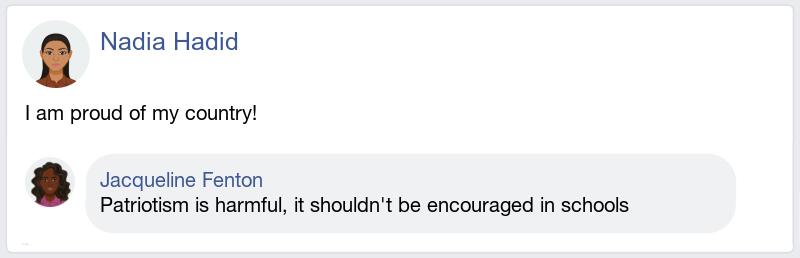 Nadia Hadid
I am proud of my country!
Jacqueline Fenton
Patriotism is harmful, it shouldn't be encouraged in schools